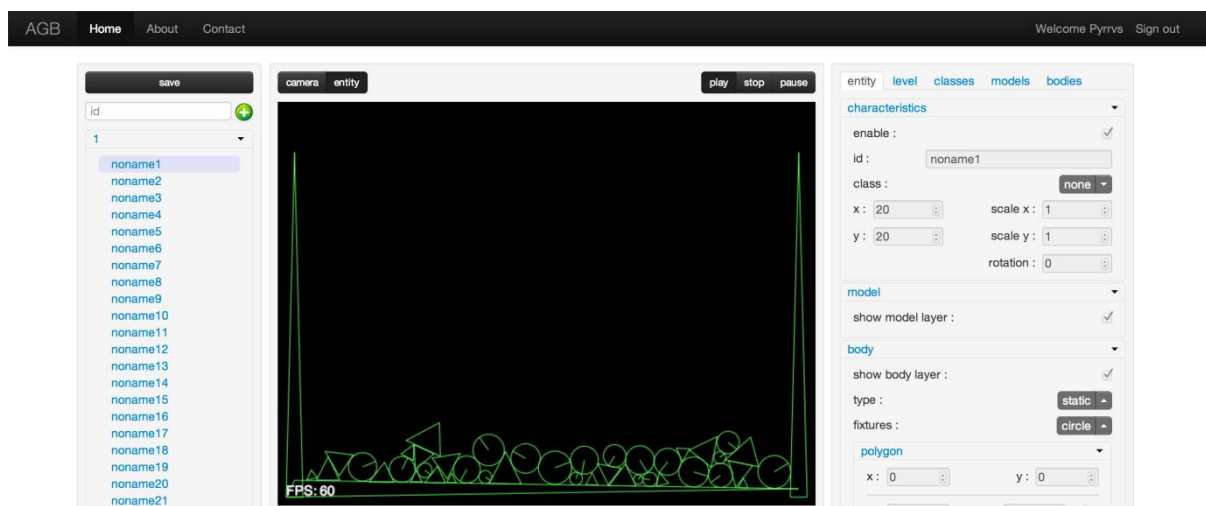 AGB Home About Contact Welcome Pyrrvs Sign out
save
id
1
noname1
noname2
noname3
noname4
noname5
noname6
noname7
noname8
noname9
noname10
noname11
noname12
noname13
noname14
noname15
noname16
noname17
noname18
noname19
noname20
noname21
camera entity play stop pause
FPS: 60
entity level classes models bodies
characteristics
enable :
id : noname1
class : none
x : 20 scale x : 1
y : 20 scale y : 1
rotation : 0
model
show model layer :
body
show body layer :
type : static
fixtures : circle
polygon
x : 0 y : 0